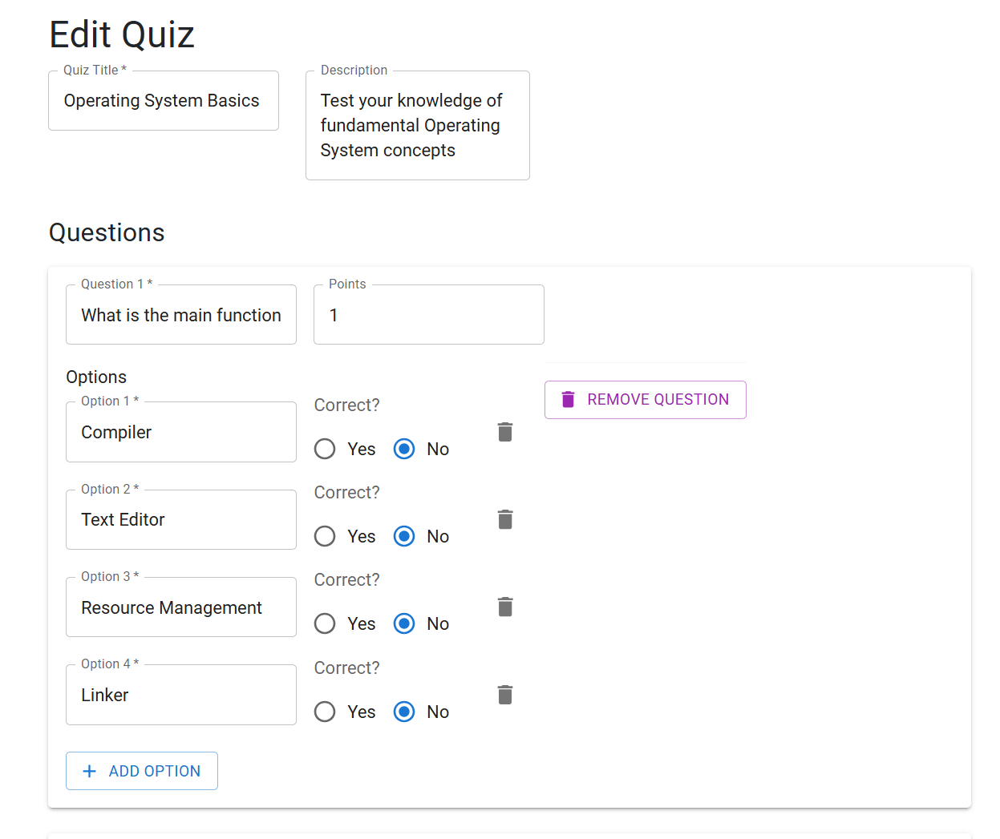 Edit Quiz
Quiz Title *
Operating System Basics
Description
Test your knowledge of
fundamental Operating
System concepts
Questions
Question 1 *
What is the main function
Points
1
Options
Option 1 *
Compiler
Correct?
Yes No
REMOVE QUESTION
Option 2 *
Text Editor
Correct?
Yes No
Option 3 *
Resource Management
Correct?
Yes No
Option 4 *
Linker
Correct?
Yes No
+ ADD OPTION